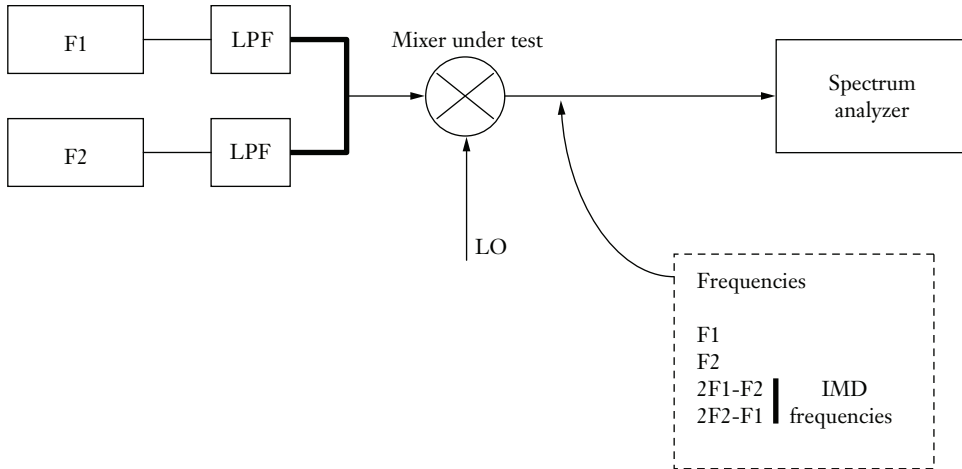 F1
LPF
Mixer under test
F2
LPF
Spectrum
analyzer
LO
Frequencies
F1
F2
2F1-F2
2F2-F1
IMD
frequencies